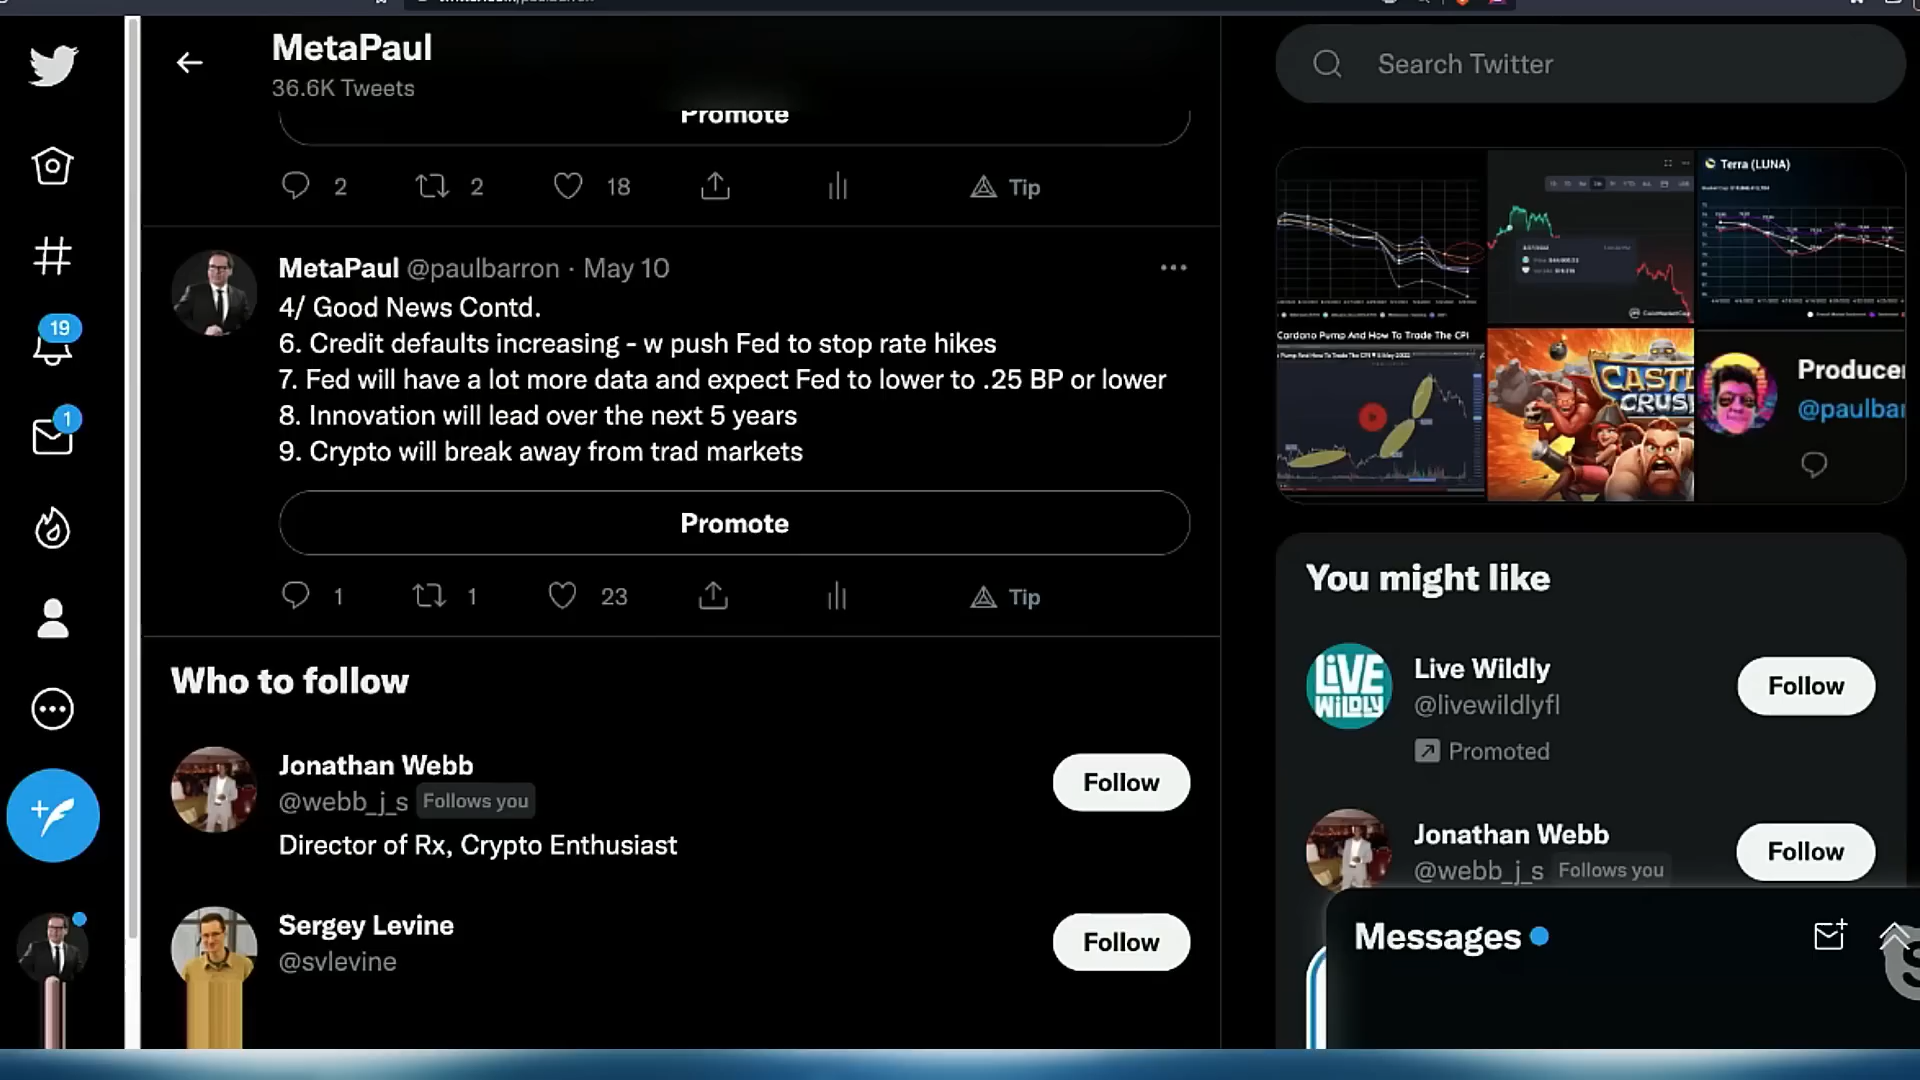 MetaPaul
36.6K Tweets
Promote
2
2
18
Tip
MetaPaul @paulbarron · May 10
4/ Good News Contd.
6. Credit defaults increasing - w push Fed to stop rate hikes
7. Fed will have a lot more data and expect Fed to lower to .25 BP or lower
8. Innovation will lead over the next 5 years
9. Crypto will break away from trad markets
Promote
1
1
23
Tip
Who to follow
Jonathan Webb
@webb_j_s Follows you
Director of Rx, Crypto Enthusiast
Follow
Sergey Levine
@svlevine
Follow
19
1
Search Twitter
Terra (LUNA)
Cardano Pump And How To Trade The CPI
CoinMarketCap
CASTL
CRUSH
Producer
@paulbar
You might like
LiVE WiLDLY
Live Wildly
@livewildlyfl
Promoted
Follow
Jonathan Webb
@webb_j_s Follows you
Follow
Messages